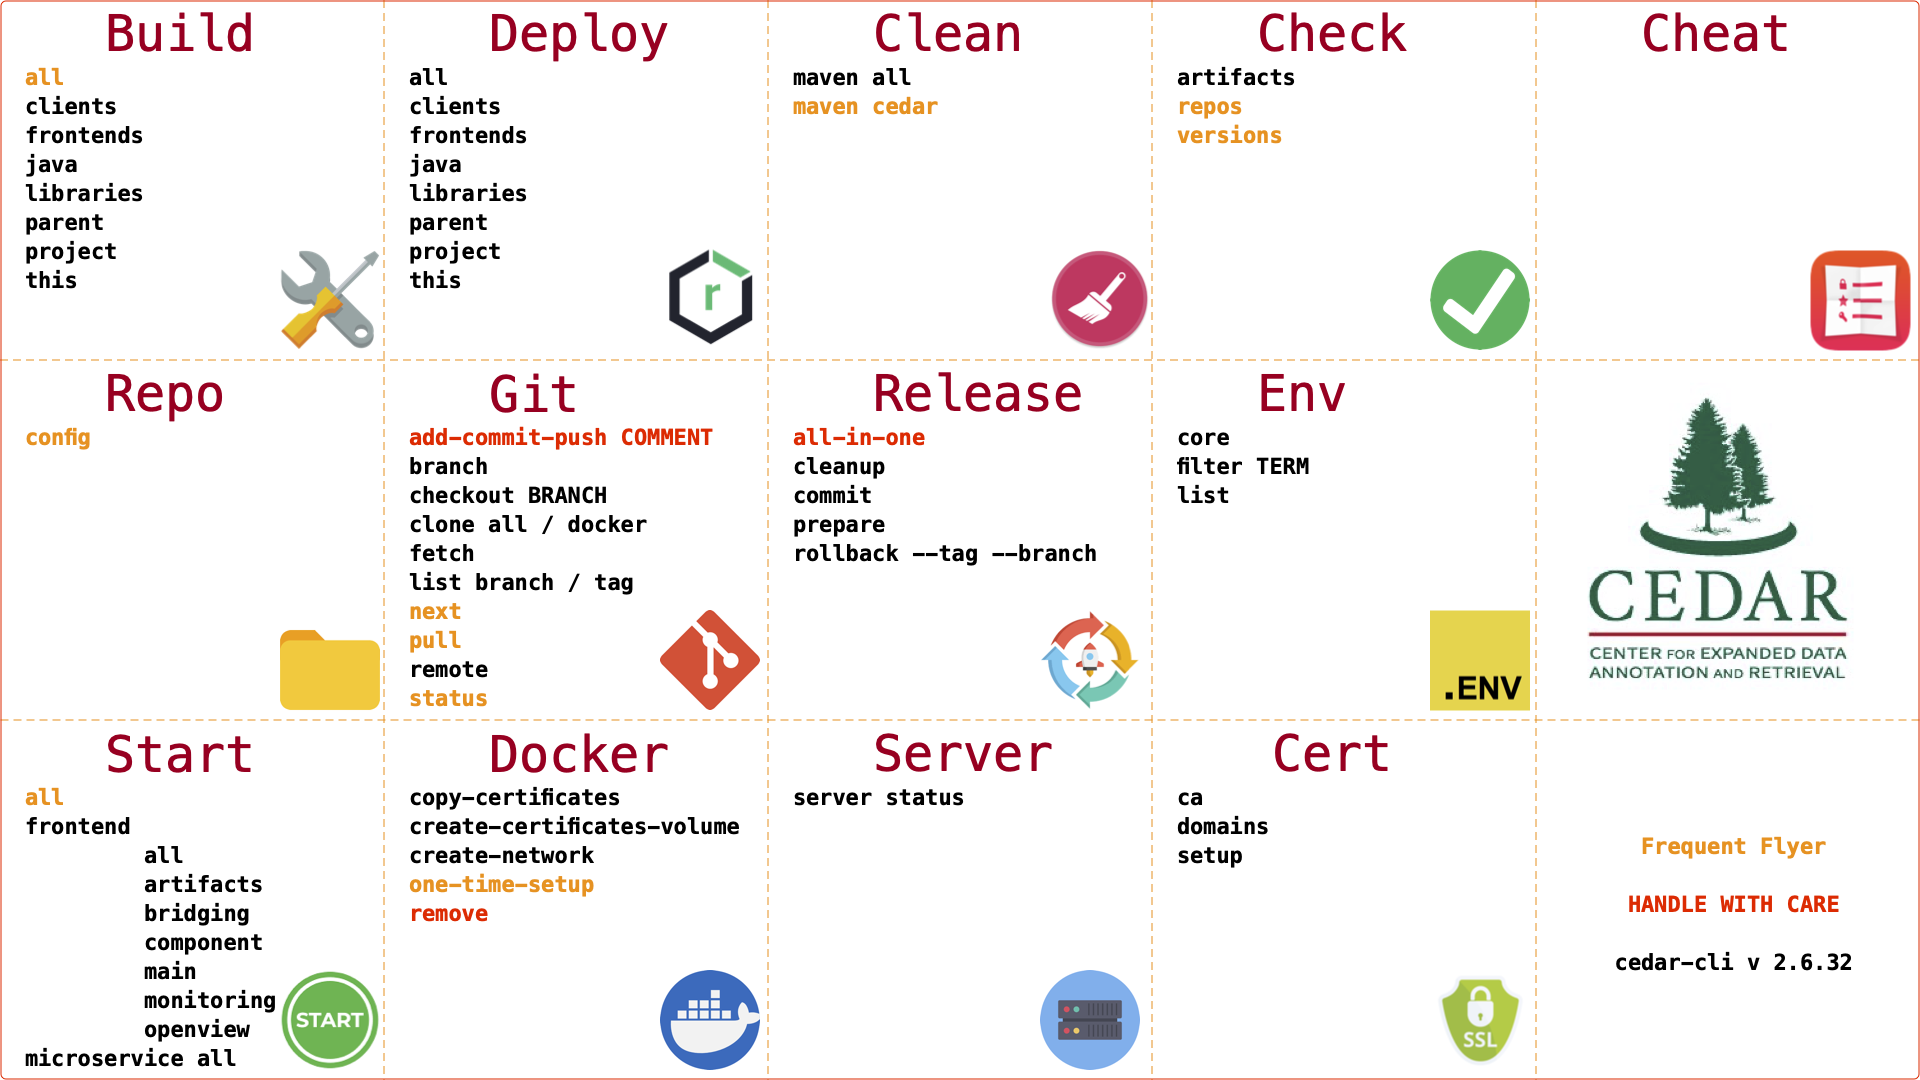 Build
all
clients
frontends
java
libraries
parent
project
this
Deploy
all
clients
frontends
java
libraries
parent
project
this
r
Clean
maven all
maven cedar
Check
artifacts
repos
versions
Cheat
Repo
config
Git
add-commit-push COMMENT
branch
checkout BRANCH
clone all / docker
fetch
list branch / tag
next
pull
remote
status
Release
all-in-one
cleanup
commit
prepare
rollback --tag --branch
Env
core
filter TERM
list
.ENV
CEDAR
CENTER FOR EXPANDED DATA
ANNOTATION AND RETRIEVAL
Start
all
frontend
all
artifacts
bridging
component
main
monitoring
openview
microservice all
START
Docker
copy-certificates
create-certificates-volume
create-network
one-time-setup
remove
Server
server status
Cert
ca
domains
setup
SSL
Frequent Flyer
HANDLE WITH CARE
cedar-cli v 2.6.32